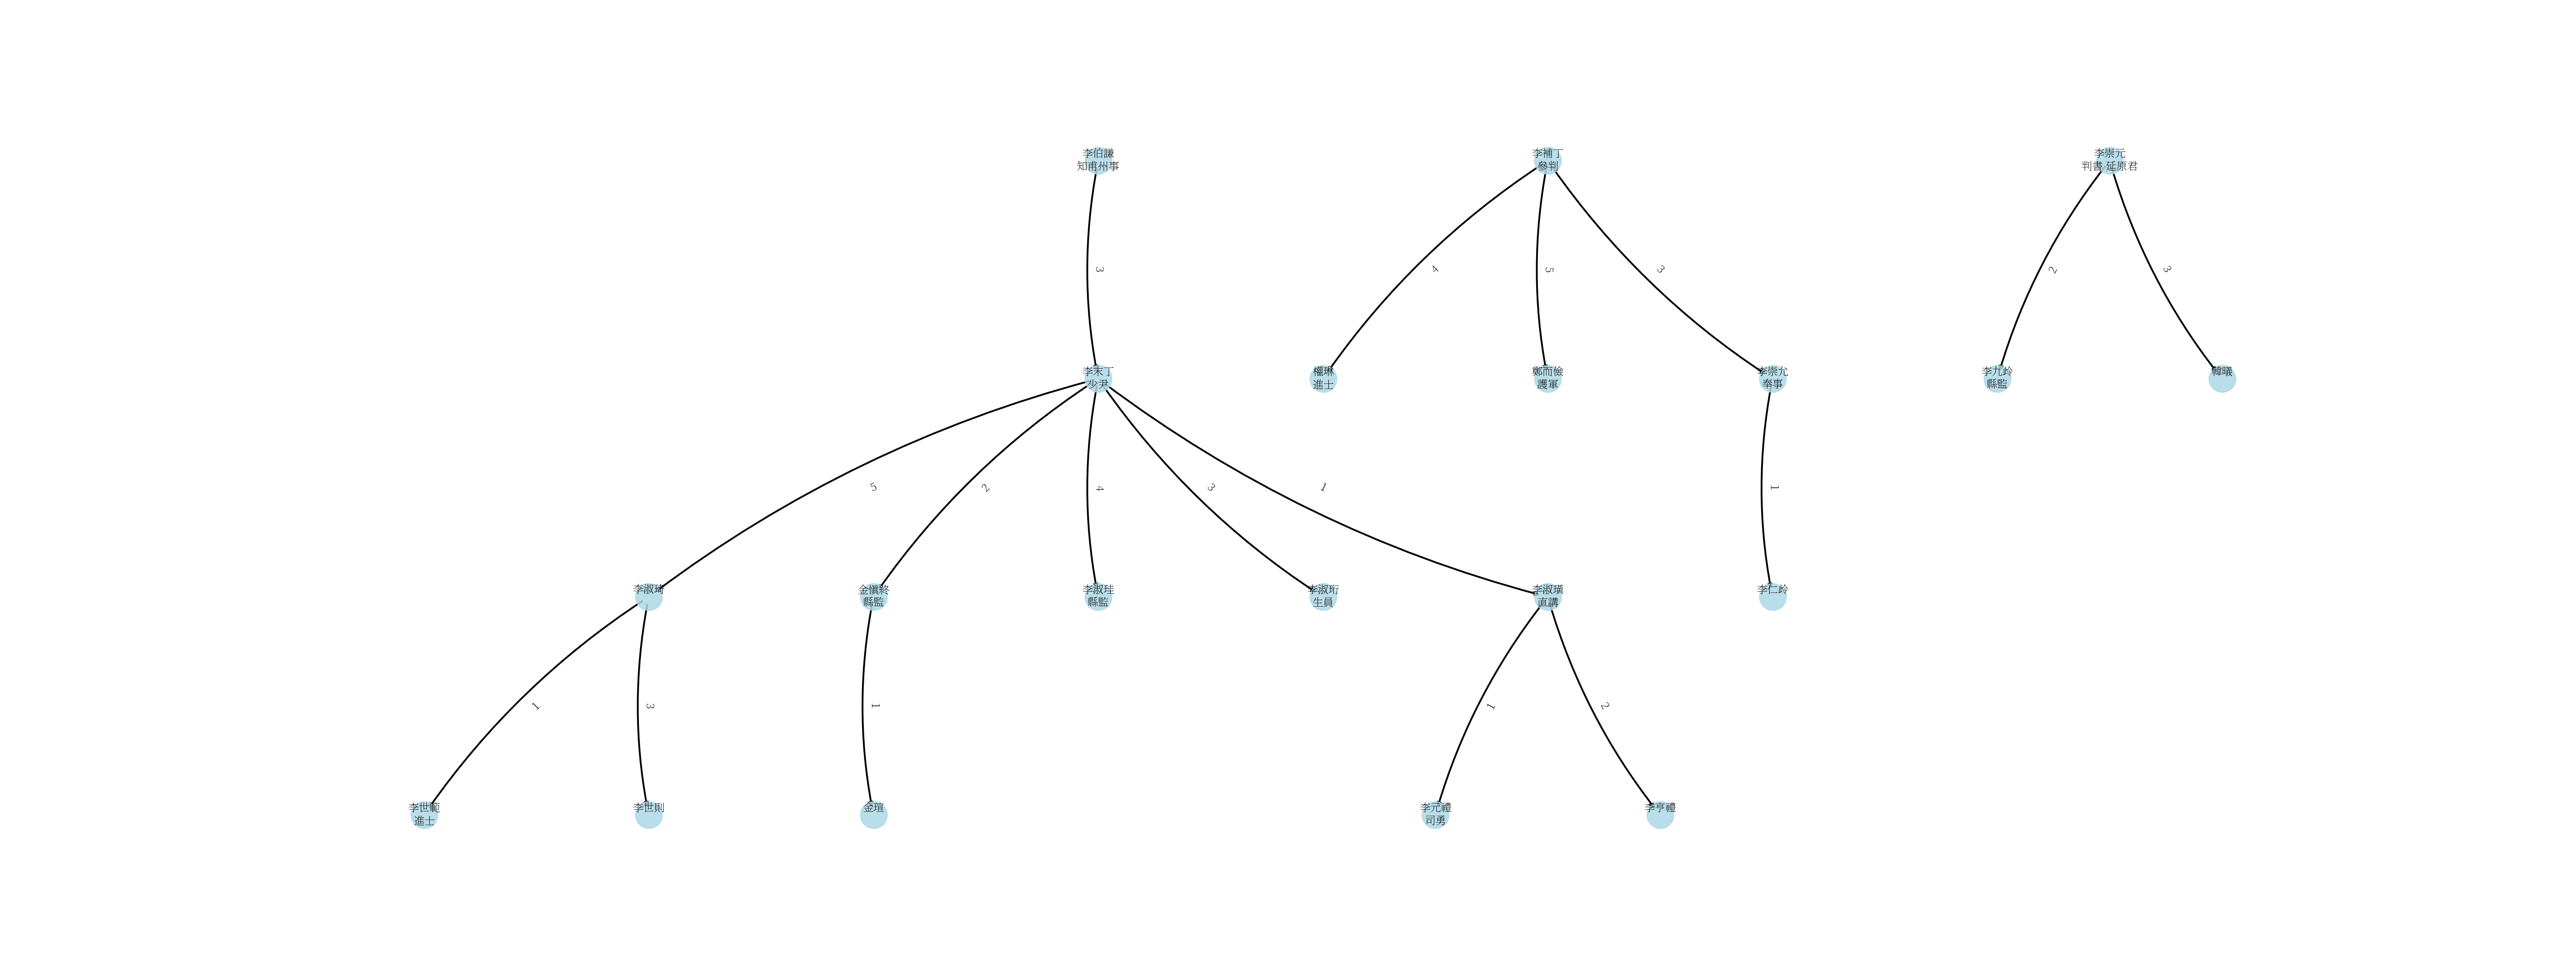 李伯謙
知甫州事
李補丁
參判
李崇元
判書 延原君
3
4
5
3
2
3
李末丁
少尹
權琳
進士
鄭而儉
護軍
李崇允
奉事
李九岭
縣監
韓曦
5
2
4
3
1
1
李淑琦
金愼終
縣監
李淑珪
縣監
李淑珩
生員
李淑璜
直講
李仁岭
1
3
1
1
2
李世範
進士
李世則
金瑄
李元禮
司勇
李亨禮